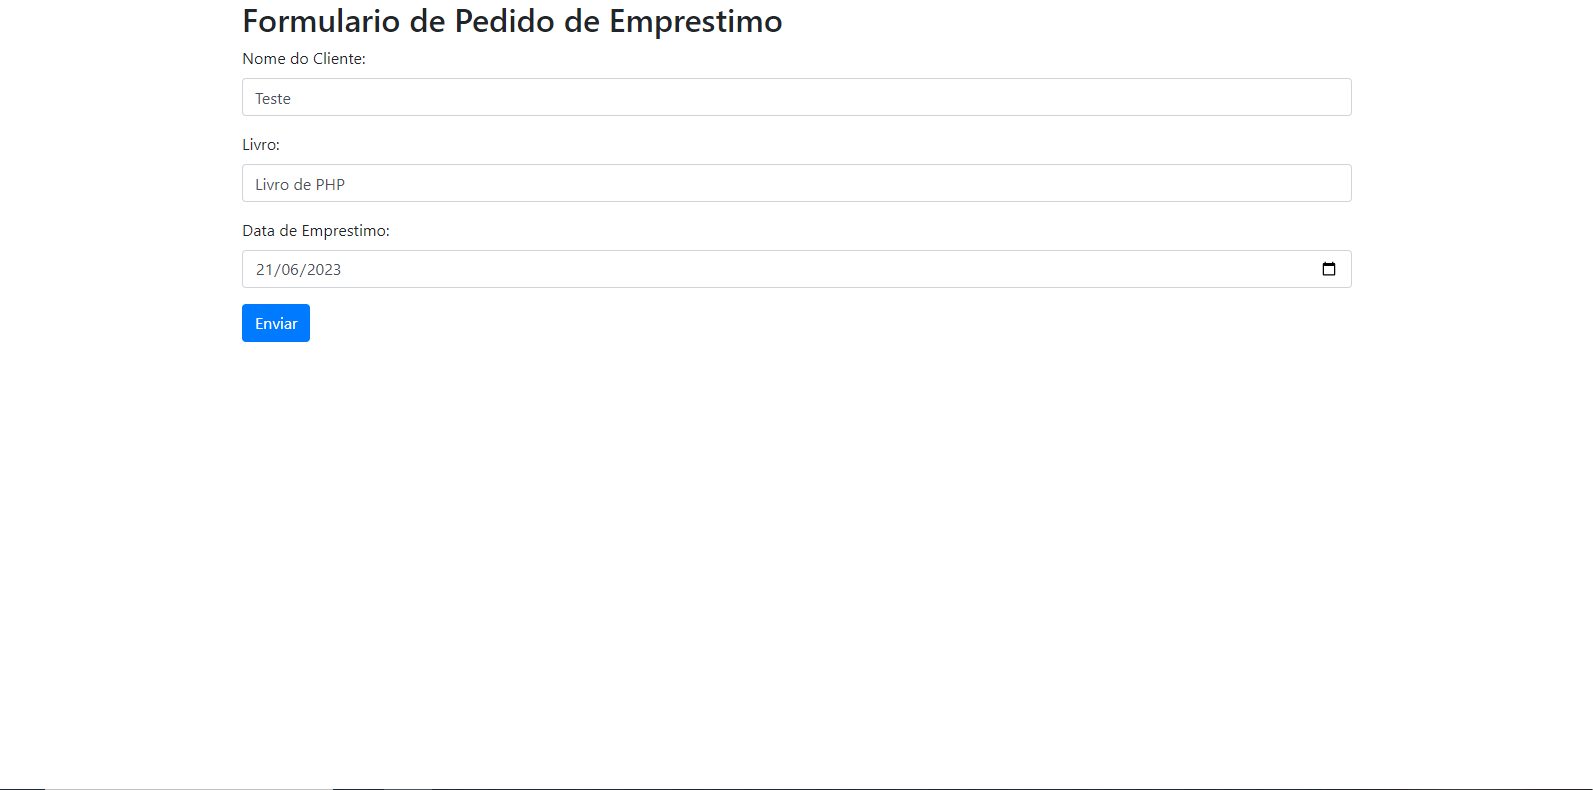 Formulario de Pedido de Emprestimo
Nome do Cliente:
Teste
Livro:
Livro de PHP
Data de Emprestimo:
21/06/2023
Enviar